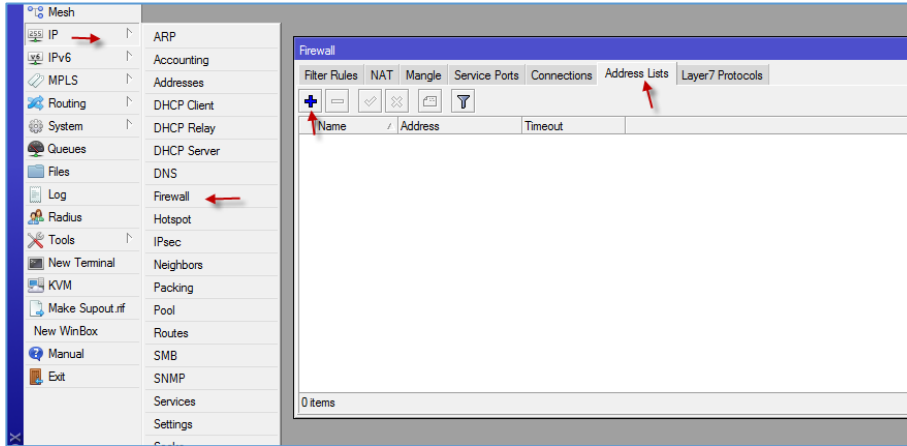 Mesh
IP
IPv6
MPLS
Routing
System
Queues
Files
Log
Radius
Tools
New Terminal
KVM
Make Supout.rif
New WinBox
Manual
Exit
ARP
Accounting
Addresses
DHCP Client
DHCP Relay
DHCP Server
DNS
Firewall
Hotspot
IPsec
Neighbors
Packing
Pool
Routes
SMB
SNMP
Services
Settings
Firewall
Filter Rules NAT Mangle Service Ports Connections Address Lists Layer7 Protocols
Name / Address Timeout
0 items